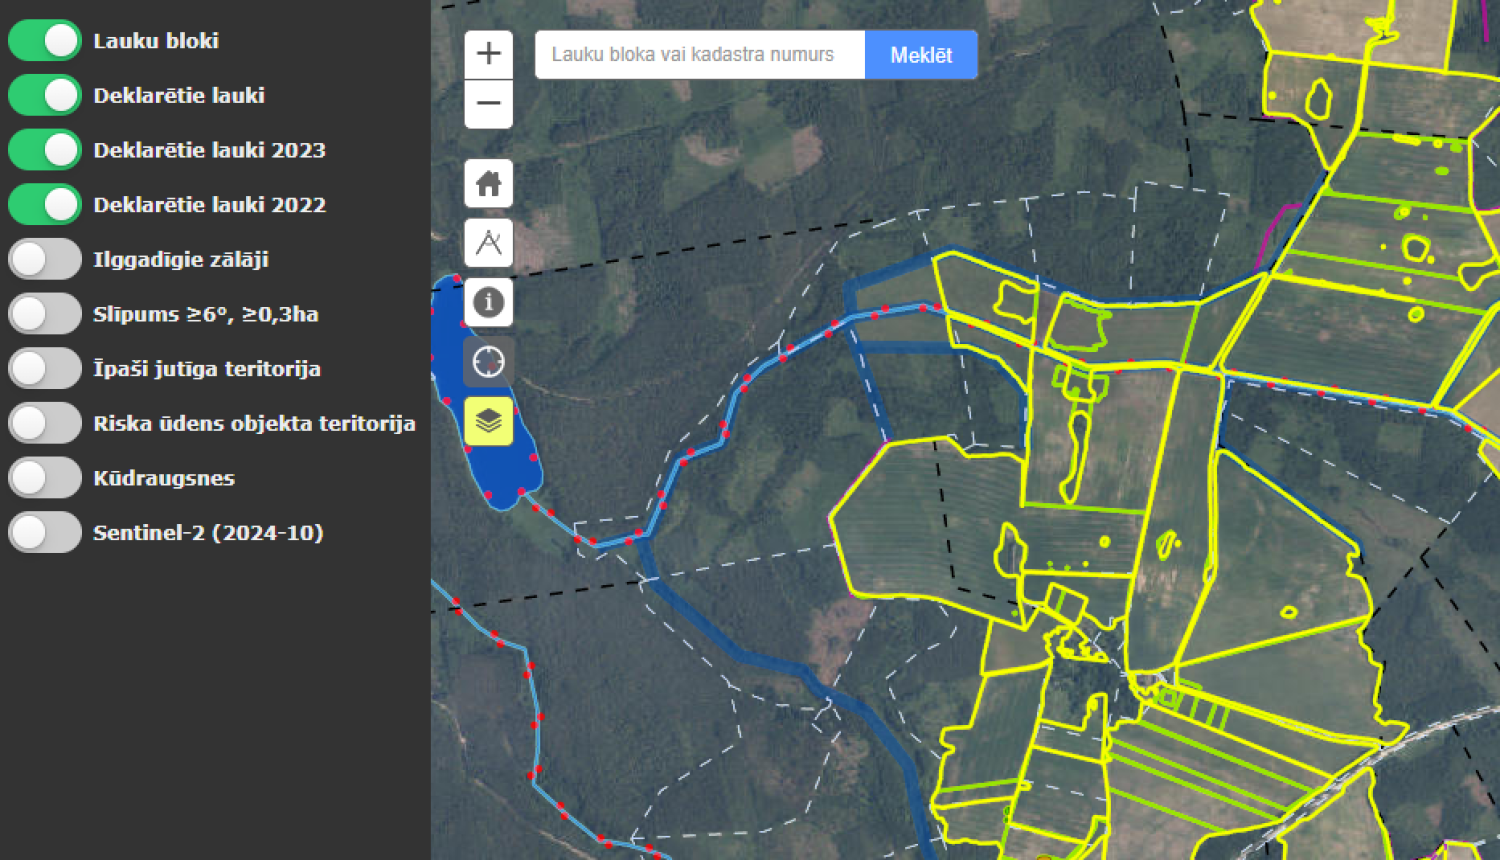 Lauku bloki
Deklarētie lauki
Deklarētie lauki 2023
Deklarētie lauki 2022
Ilggadīgie zālāji
Slīpums ≥6°, ≥0,3ha
Īpaši jutīga teritorija
Riska ūdens objekta teritorija
Kūdraugsnes
Sentinel-2 (2024-10)
Lauku bloka vai kadastra numurs
Meklēt